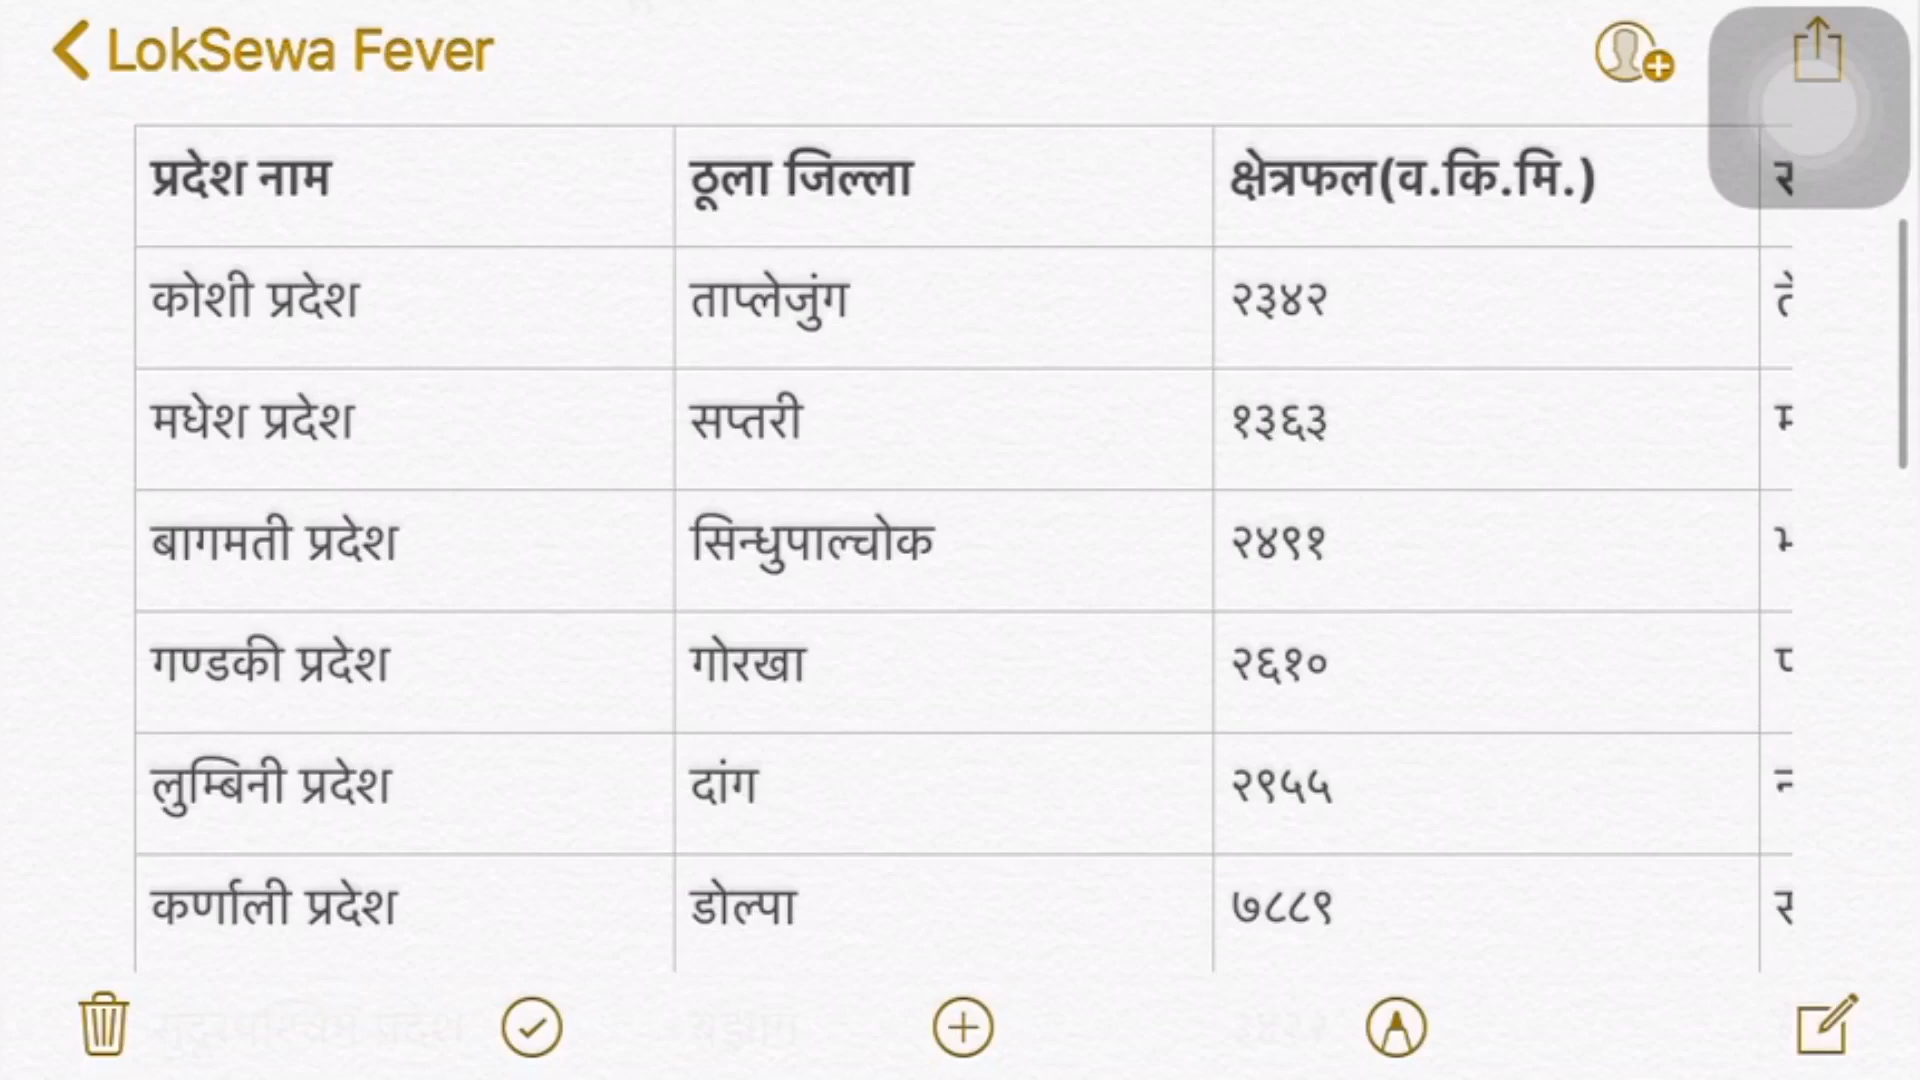 LokSewa Fever
प्रदेश नाम ठूला जिल्ला क्षेत्रफल(व.कि.मि.)
कोशी प्रदेश ताप्लेजुंग २३४२
मधेश प्रदेश सप्तरी १३६३
बागमती प्रदेश सिन्धुपाल्चोक २४९१
गण्डकी प्रदेश गोरखा २६१०
लुम्बिनी प्रदेश दांग २९५५
कर्णाली प्रदेश डोल्पा ७८८९